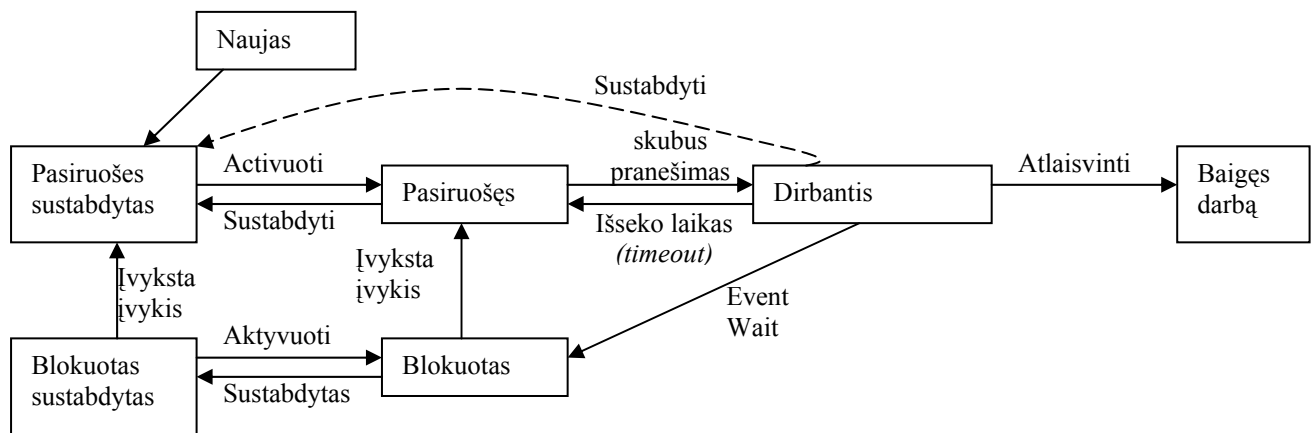 Naujas
Sustabdyti
skubus
pranešimas
Pasiruošes
sustabdytas
Activuoti
Sustabdyti
Pasiruošęs
Dirbantis
Atlaisvinti
Baigęs
darbą
Išseko laikas
(timeout)
Įvyksta
įvykis
Įvyksta
įvykis
Event
Wait
Blokuotas
sustabdytas
Aktyvuoti
Sustabdytas
Blokuotas